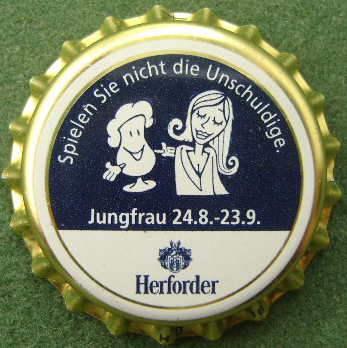 Spielen Sie nicht die Unschuldige.
Jungfrau 24.8.-23.9.
Herforder